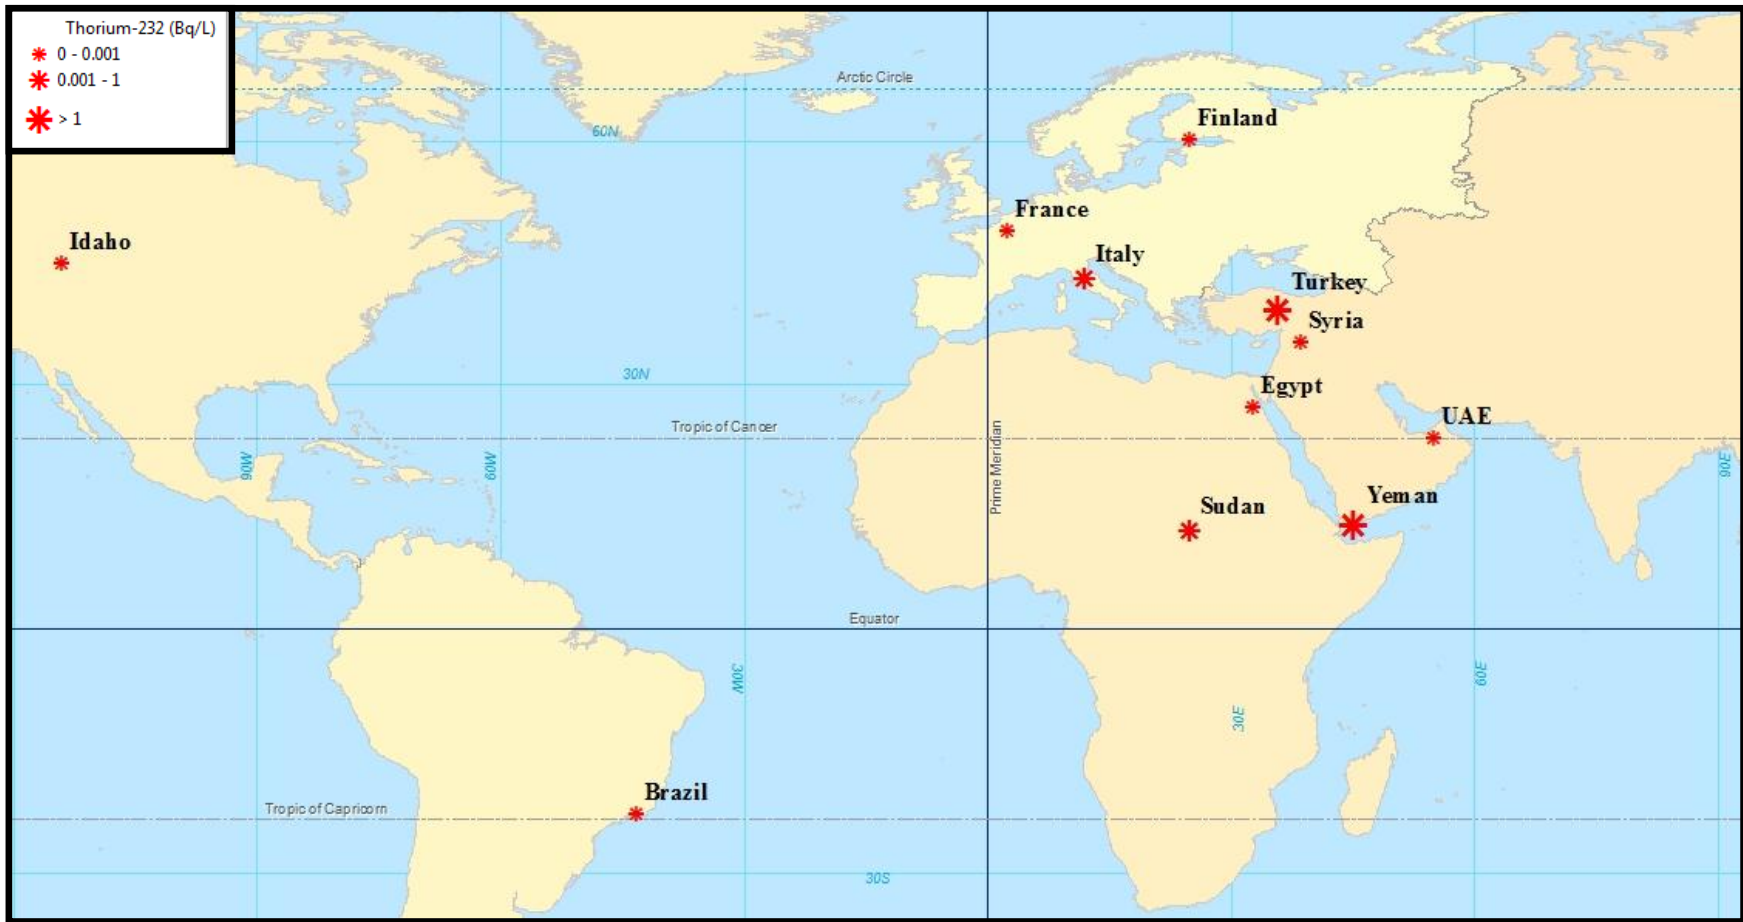 Thorium-232 (Bq/L)
0 - 0.001
0.001 - 1
> 1
Arctic Circle
60N
Finland
France
Idaho
Italy
Turkey
Syria
30N
Egypt
UAE
Tropic of Cancer
90W
60W
Prime Meridian
90E
Yeman
Sudan
Equator
30W
60E
30E
Brazil
Tropic of Capricorn
30S